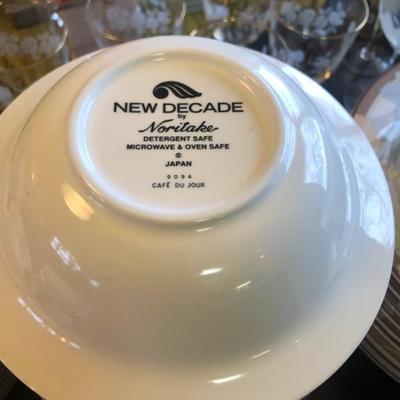 NEW DECADE
by
Noritake
DETERGENT SAFE
MICROWAVE & OVEN SAFE
©
JAPAN
9094
CAFÉ DU JOUR